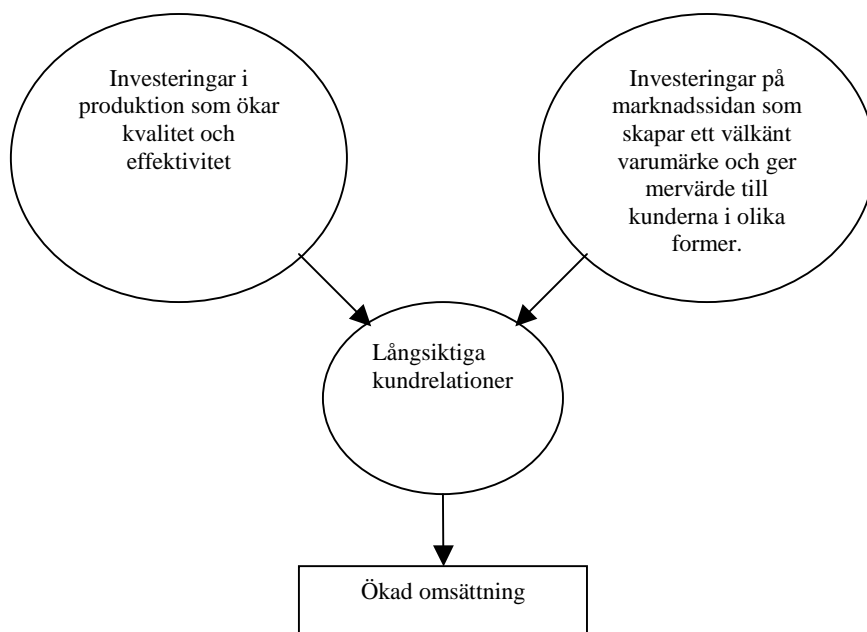 Investeringar i
produktion som ökar
kvalitet och
effektivitet
Investeringar på
marknadssidan som
skapar ett välkänt
varumärke och ger
mervärde till
kunderna i olika
former.
Långsiktiga
kundrelationer
Ökad omsättning